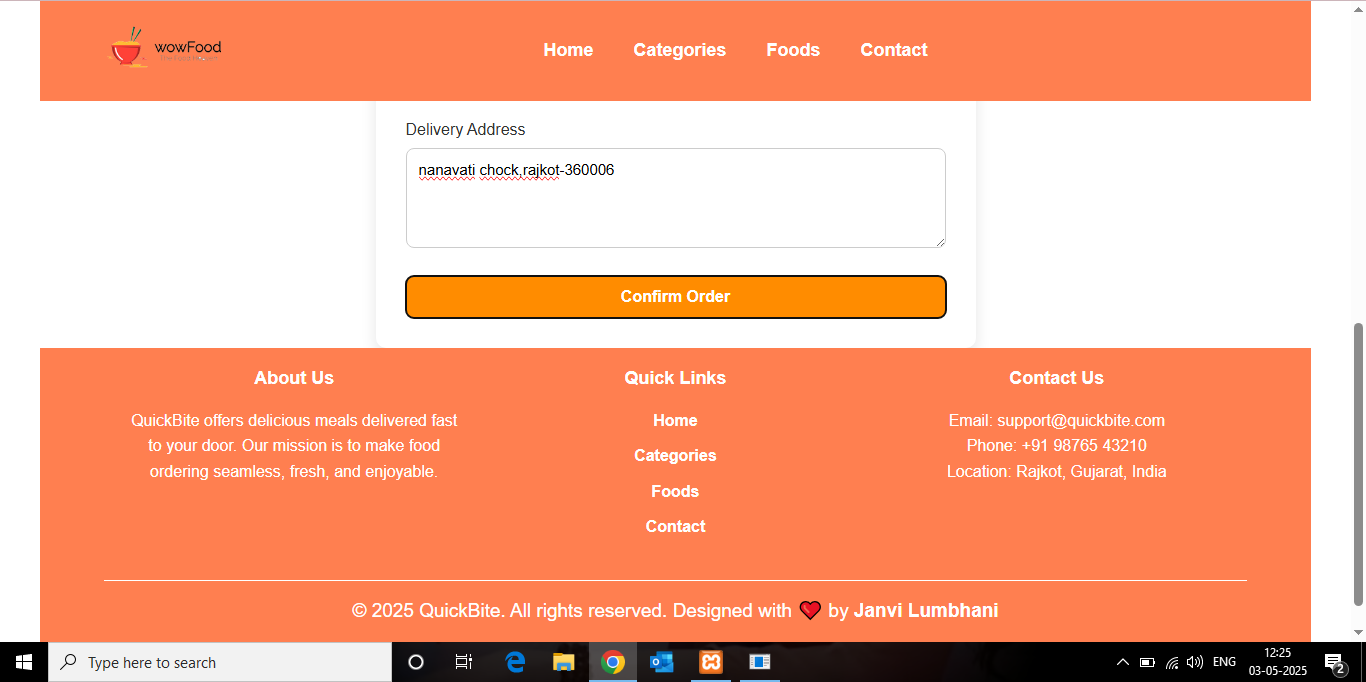 wowFood
Home Categories Foods Contact
Delivery Address
nanavati chock,rajkot-360006
Confirm Order
About Us
QuickBite offers delicious meals delivered fast
to your door. Our mission is to make food
ordering seamless, fresh, and enjoyable.
Quick Links
Home
Categories
Foods
Contact
Contact Us
Email: support@quickbite.com
Phone: +91 98765 43210
Location: Rajkot, Gujarat, India
© 2025 QuickBite. All rights reserved. Designed with ❤️ by Janvi Lumbhani
Type here to search
ENG
12:25
03-05-2025
2